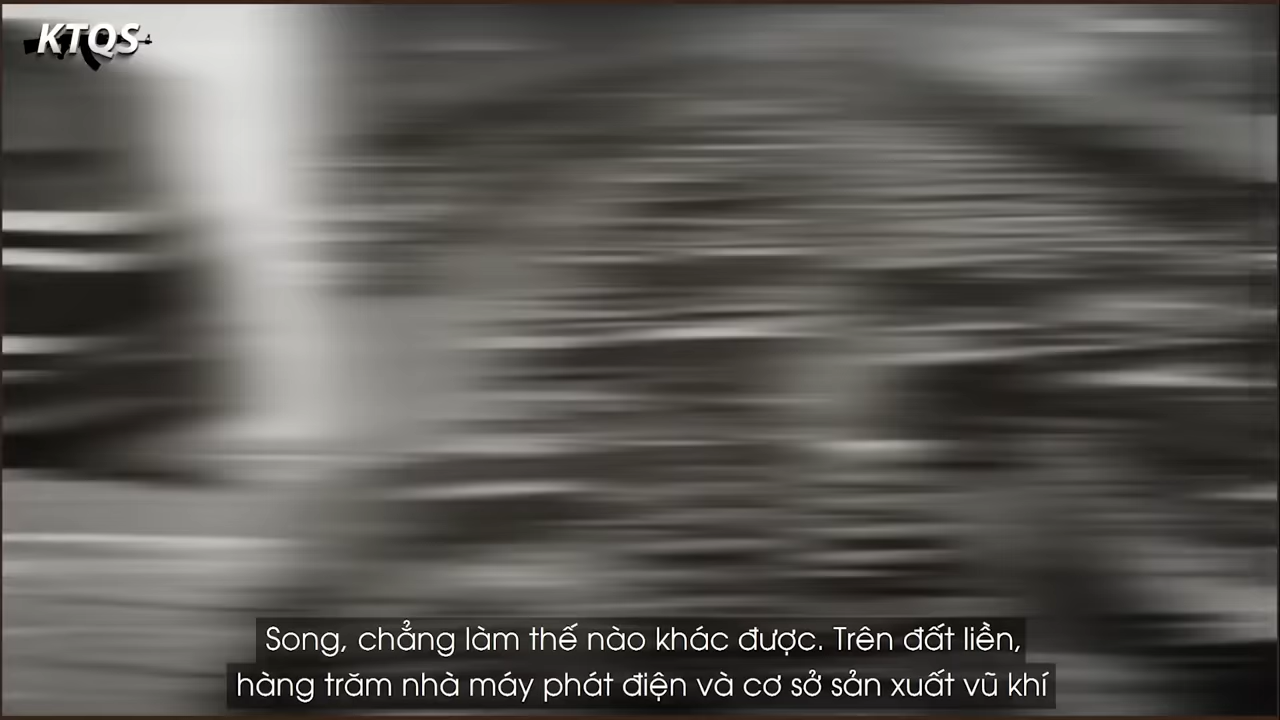 KTQS
Song, chẳng làm thế nào khác được. Trên đất liền,
hàng trăm nhà máy phát điện và cơ sở sản xuất vũ khí